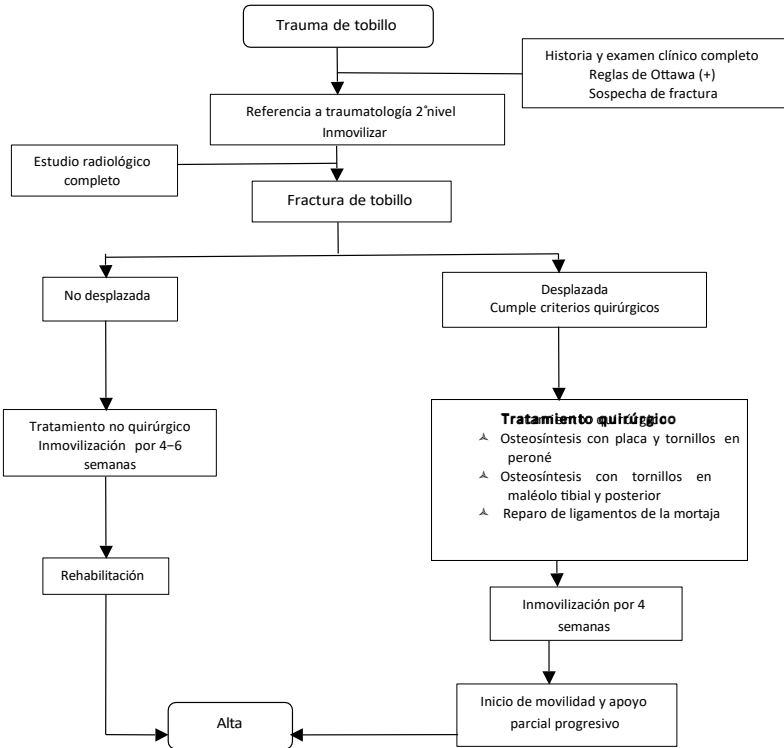 Trauma de tobillo
Historia y examen clínico completo
Reglas de Ottawa (+)
Sospecha de fractura
Referencia a traumatología 2°nivel
Inmovilizar
Estudio radiológico
completo
Fractura de tobillo
No desplazada
Desplazada
Cumple criterios quirúrgicos
Tratamiento no quirúrgico
Inmovilización por 4–6
semanas
Tratamiento quirúrgico
Osteosíntesis con placa y tornillos en
peroné
Osteosíntesis con tornillos en
maléolo tibial y posterior
Reparo de ligamentos de la mortaja
Rehabilitación
Inmovilización por 4
semanas
Inicio de movilidad y apoyo
parcial progresivo
Alta